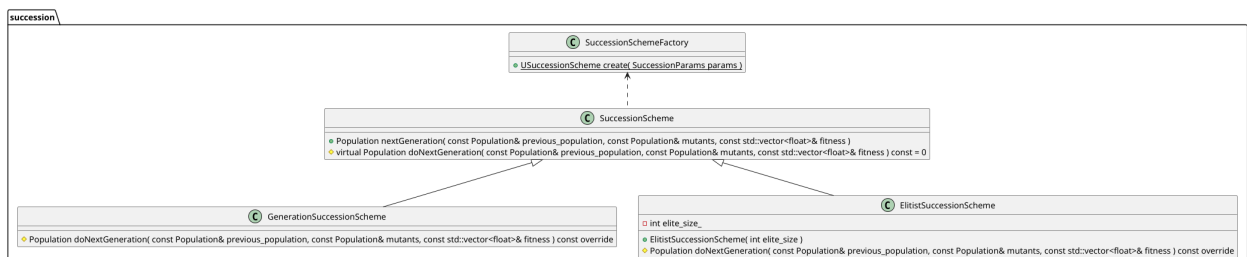 succession
C SuccessionSchemeFactory
USuccessionScheme create( SuccessionParams params )
C SuccessionScheme
Population nextGeneration( const Population& previous_population, const Population& mutants, const std::vector<float>& fitness )
virtual Population doNextGeneration( const Population& previous_population, const Population& mutants, const std::vector<float>& fitness ) const = 0
C GenerationSuccessionScheme
Population doNextGeneration( const Population& previous_population, const Population& mutants, const std::vector<float>& fitness ) const override
C ElitistSuccessionScheme
int elite_size_
ElitistSuccessionScheme( int elite_size )
Population doNextGeneration( const Population& previous_population, const Population& mutants, const std::vector<float>& fitness ) const override